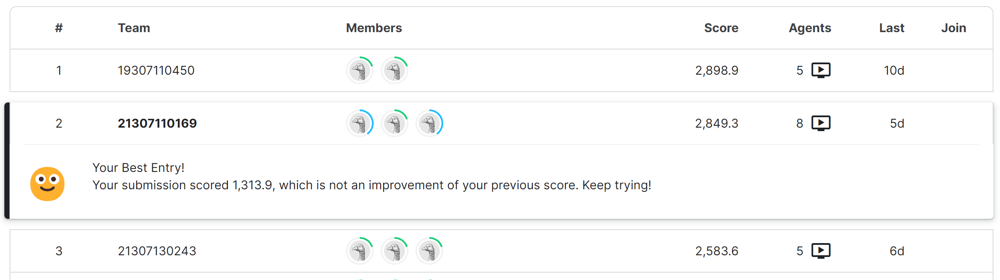 # Team Members Score Agents Last Join
1 19307110450 2,898.9 5 10d
2 21307110169 2,849.3 8 5d
Your Best Entry!
Your submission scored 1,313.9, which is not an improvement of your previous score. Keep trying!
3 21307130243 2,583.6 5 6d